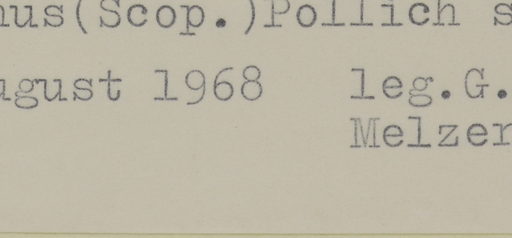 nus(Scop.)Pollich s
ugust 1968 leg.G.
Melzer